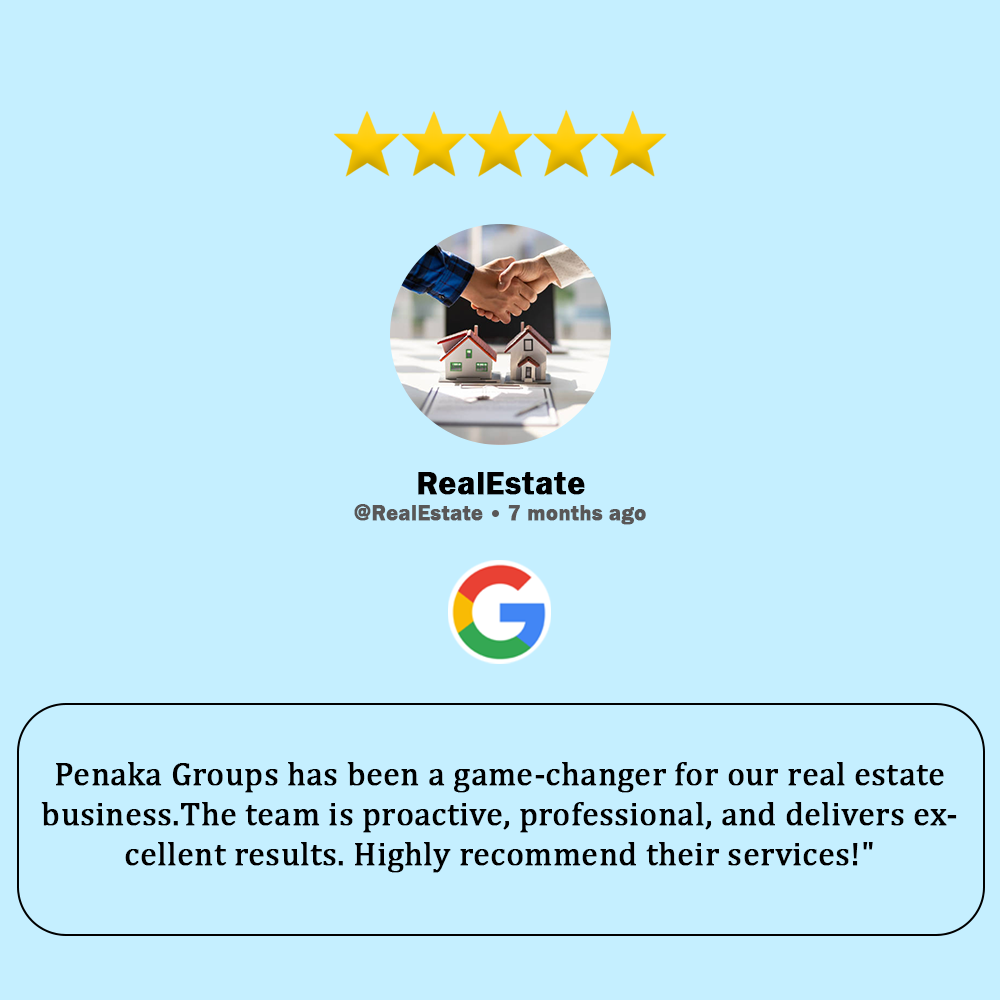 RealEstate
@RealEstate • 7 months ago
Penaka Groups has been a game-changer for our real estate
business.The team is proactive, professional, and delivers ex-
cellent results. Highly recommend their services!"